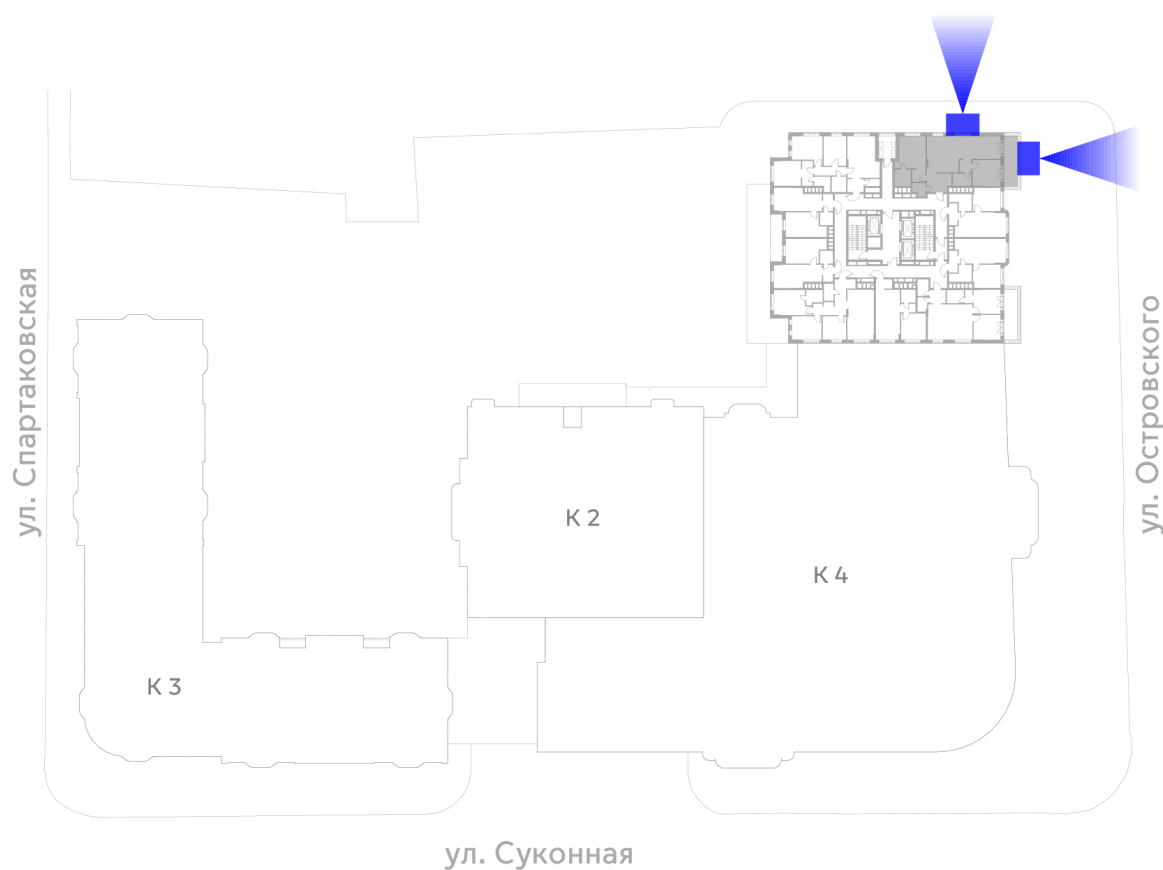 ул. Спартаковская
ул. Островского
К 2
К 4
К 3
ул. Суконная